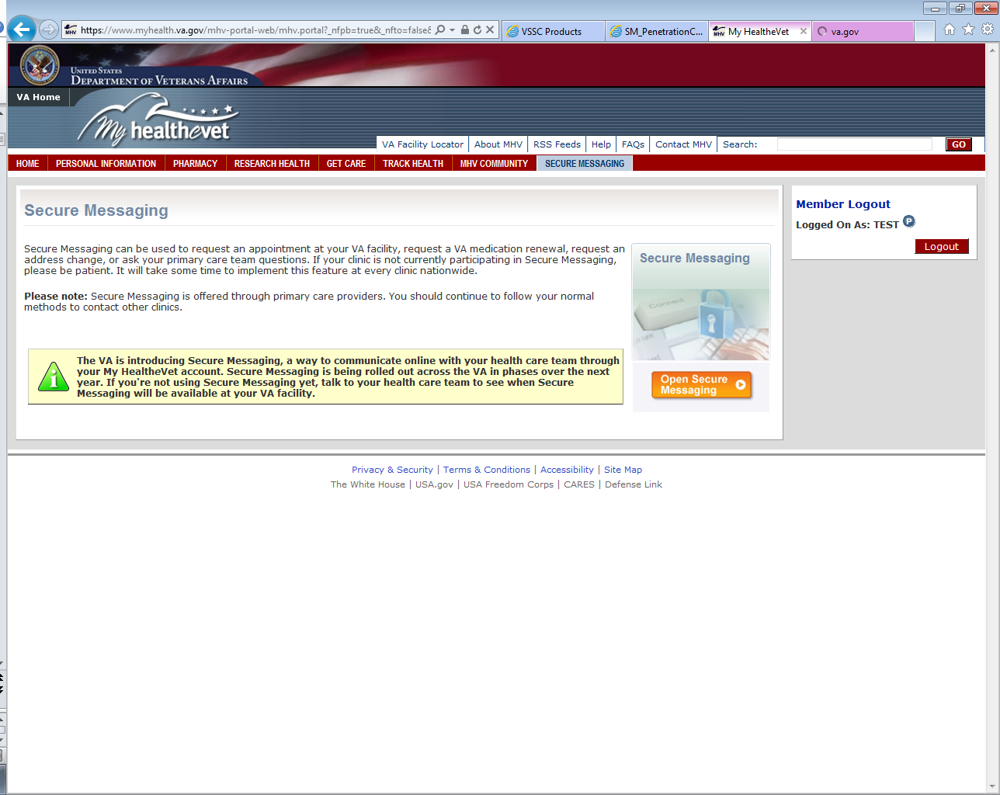 https://www.myhealth.va.gov/mhv-portal-web/mhv.portal?_nfpb=true&_nfto=false&
VSSC Products
SM_PenetrationC...
My HealtheVet
va.gov
UNITED STATES
DEPARTMENT OF VETERANS AFFAIRS
VA Home
My healthevet
VA Facility Locator
About MHV
RSS Feeds
Help
FAQs
Contact MHV
Search:
GO
HOME
PERSONAL INFORMATION
PHARMACY
RESEARCH HEALTH
GET CARE
TRACK HEALTH
MHV COMMUNITY
SECURE MESSAGING
Secure Messaging
Secure Messaging can be used to request an appointment at your VA facility, request a VA medication renewal, request an
address change, or ask your primary care team questions. If your clinic is not currently participating in Secure Messaging,
please be patient. It will take some time to implement this feature at every clinic nationwide.
Please note: Secure Messaging is offered through primary care providers. You should continue to follow your normal
methods to contact other clinics.
The VA is introducing Secure Messaging, a way to communicate online with your health care team through
your My HealtheVet account. Secure Messaging is being rolled out across the VA in phases over the next
year. If you're not using Secure Messaging yet, talk to your health care team to see when Secure
Messaging will be available at your VA facility.
Secure Messaging
Connect
Open Secure
Messaging
Member Logout
Logged On As: TEST P
Logout
Privacy & Security | Terms & Conditions | Accessibility | Site Map
The White House | USA.gov | USA Freedom Corps | CARES | Defense Link